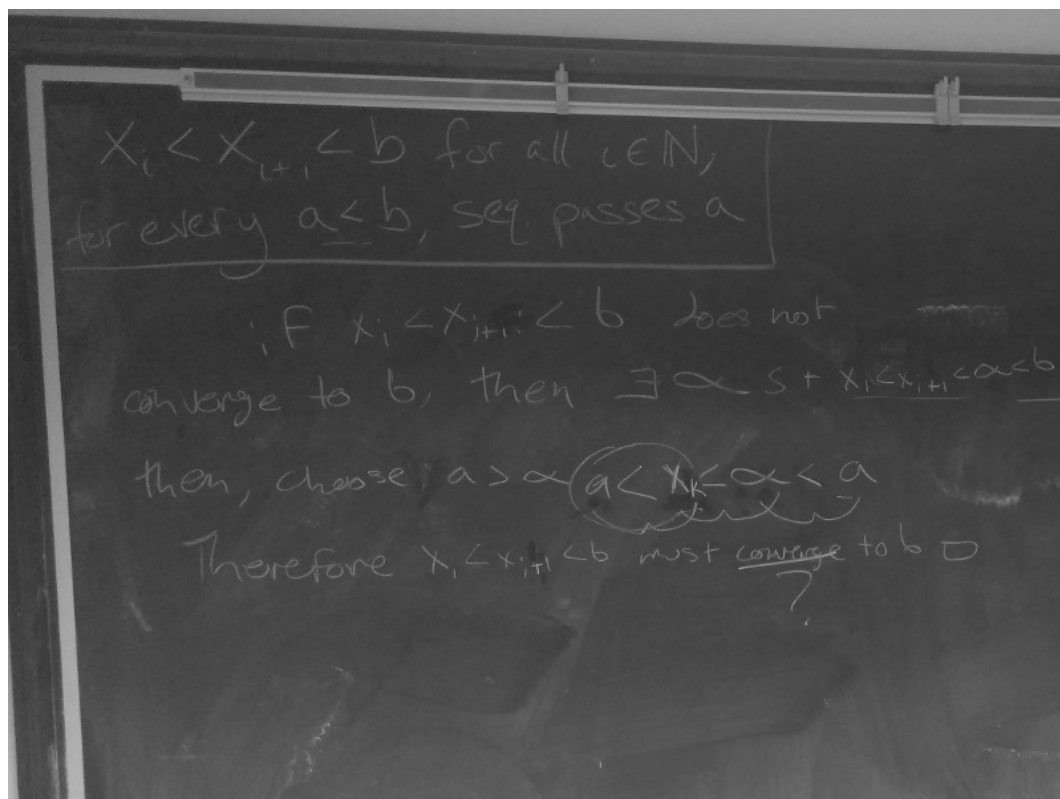 x_i < x_{i+1} < b for all i ∈ ℕ,
for every a < b, seq. passes a
if x_i < x_{i+1} < b does not
converge to b, then ∃ α st x_i < x_{i+1} < α < b
then, choose a > α a < x_k ≤ α < a
Therefore x_i < x_{i+1} < b must converge to b □
?